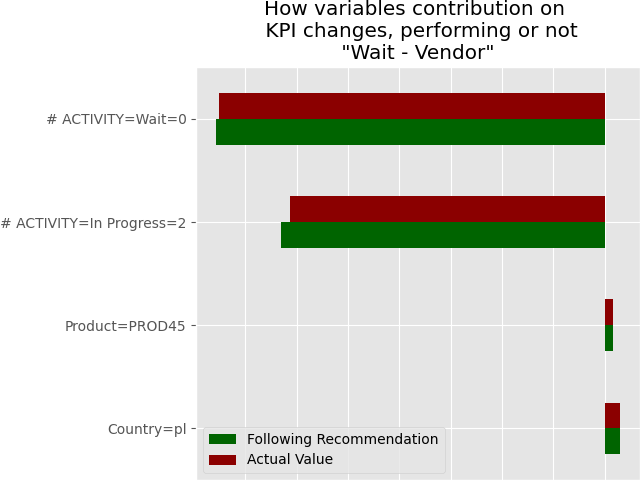 How variables contribution on
KPI changes, performing or not
"Wait - Vendor"
# ACTIVITY=Wait=0
# ACTIVITY=In Progress=2
Product=PROD45
Country=pl
Following Recommendation
Actual Value